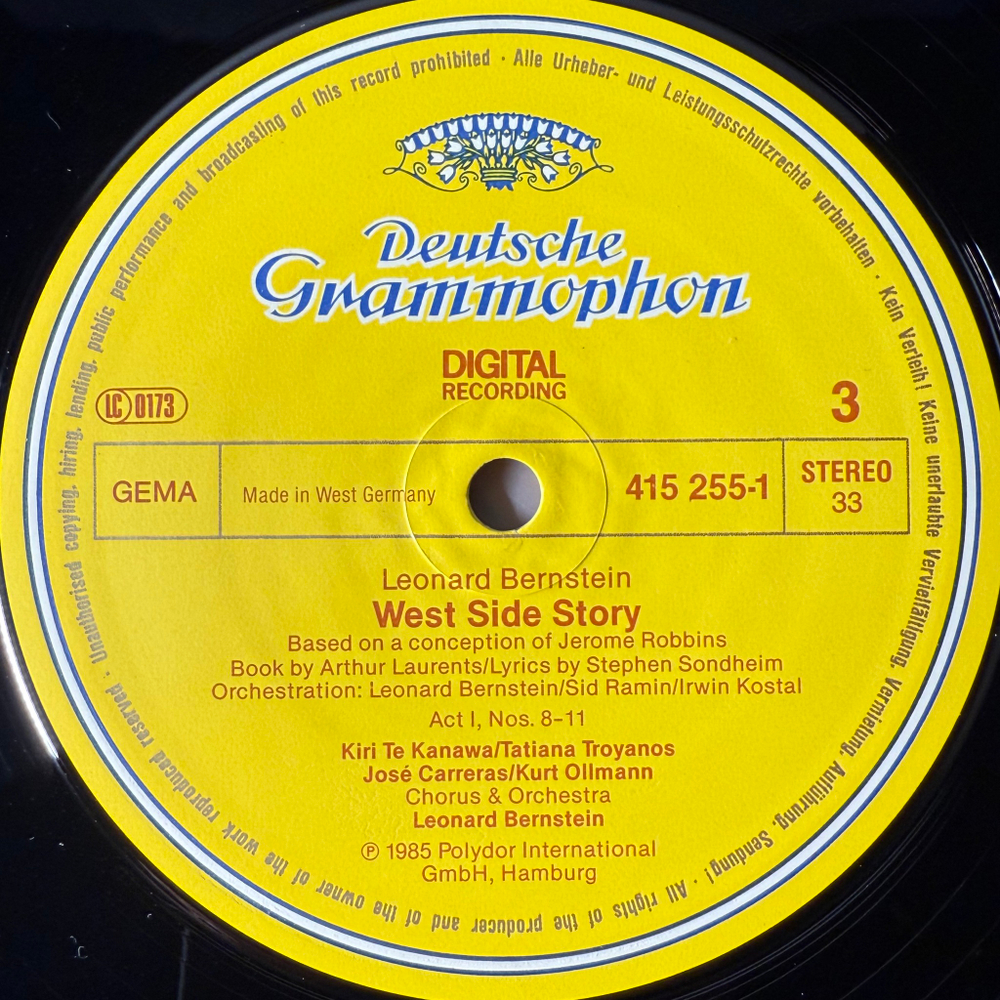 Unauthorised copying, hiring, lending, public performance and broadcasting of this record prohibited · Alle Urheber- und Leistungsschutzrechte vorbehalten · Kein Verleih! Keine unerlaubte Vervielfältigung, Vermietung, Aufführung, Sendung! · All rights of the producer and of the owner of the work reproduced reserved ·
Deutsche
Grammophon
DIGITAL
RECORDING
LC 0173
3
GEMA
Made in West Germany
415 255-1
STEREO
33
Leonard Bernstein
West Side Story
Based on a conception of Jerome Robbins
Book by Arthur Laurents/Lyrics by Stephen Sondheim
Orchestration: Leonard Bernstein/Sid Ramin/Irwin Kostal
Act I, Nos. 8–11
Kiri Te Kanawa/Tatiana Troyanos
José Carreras/Kurt Ollmann
Chorus & Orchestra
Leonard Bernstein
℗ 1985 Polydor International
GmbH, Hamburg